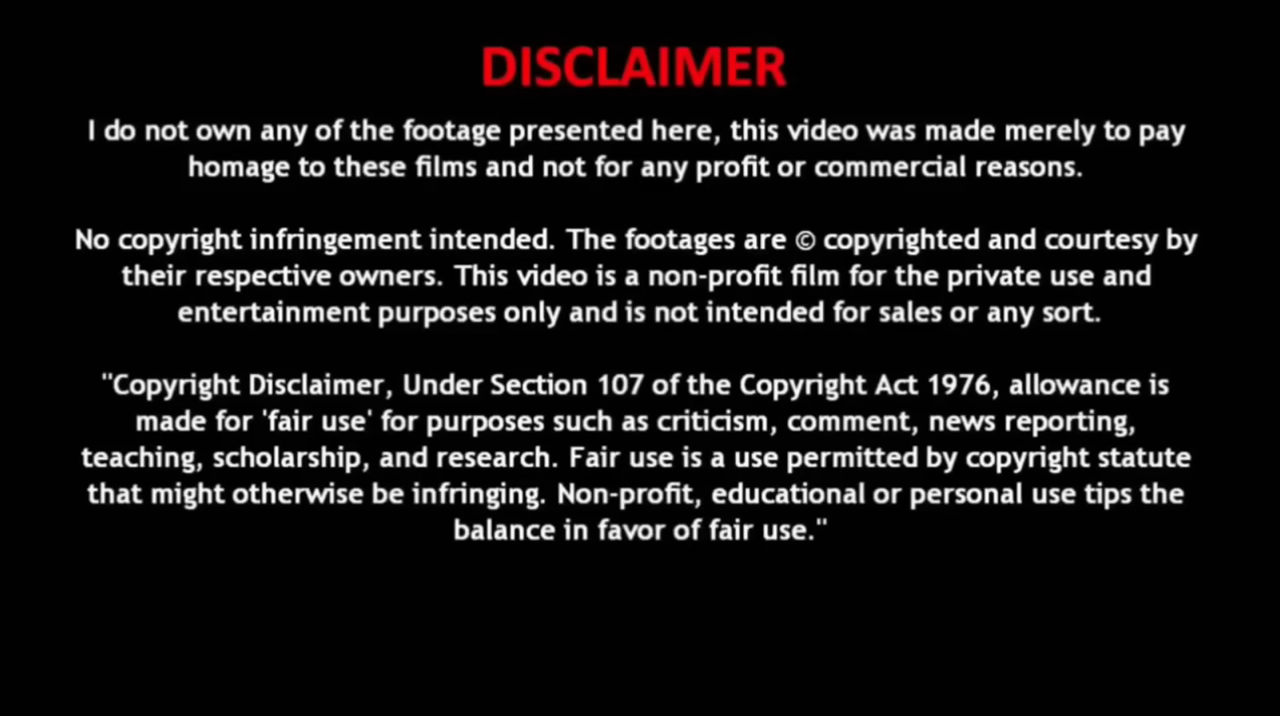 DISCLAIMER
I do not own any of the footage presented here, this video was made merely to pay
homage to these films and not for any profit or commercial reasons.
No copyright infringement intended. The footages are © copyrighted and courtesy by
their respective owners. This video is a non-profit film for the private use and
entertainment purposes only and is not intended for sales or any sort.
"Copyright Disclaimer, Under Section 107 of the Copyright Act 1976, allowance is
made for 'fair use' for purposes such as criticism, comment, news reporting,
teaching, scholarship, and research. Fair use is a use permitted by copyright statute
that might otherwise be infringing. Non-profit, educational or personal use tips the
balance in favor of fair use."